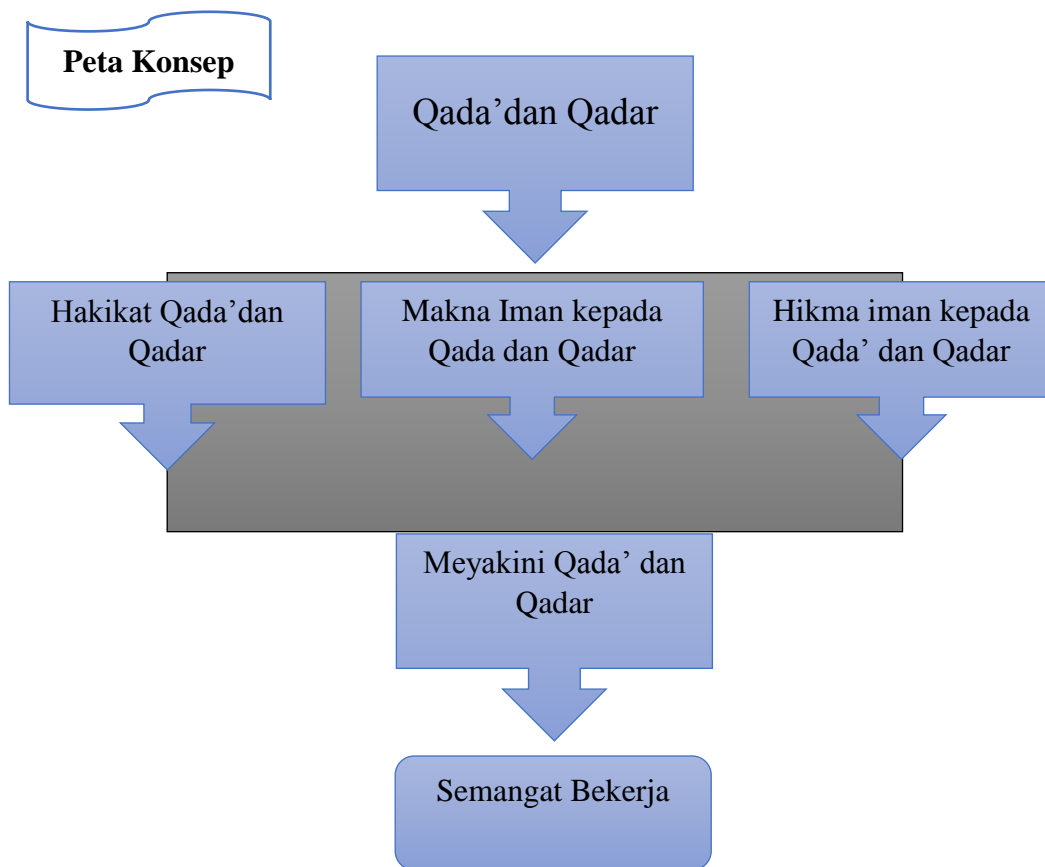 Peta Konsep
Qada’dan Qadar
Hakikat Qada’dan
Qadar
Makna Iman kepada
Qada dan Qadar
Hikma iman kepada
Qada’ dan Qadar
Meyakini Qada’ dan
Qadar
Semangat Bekerja